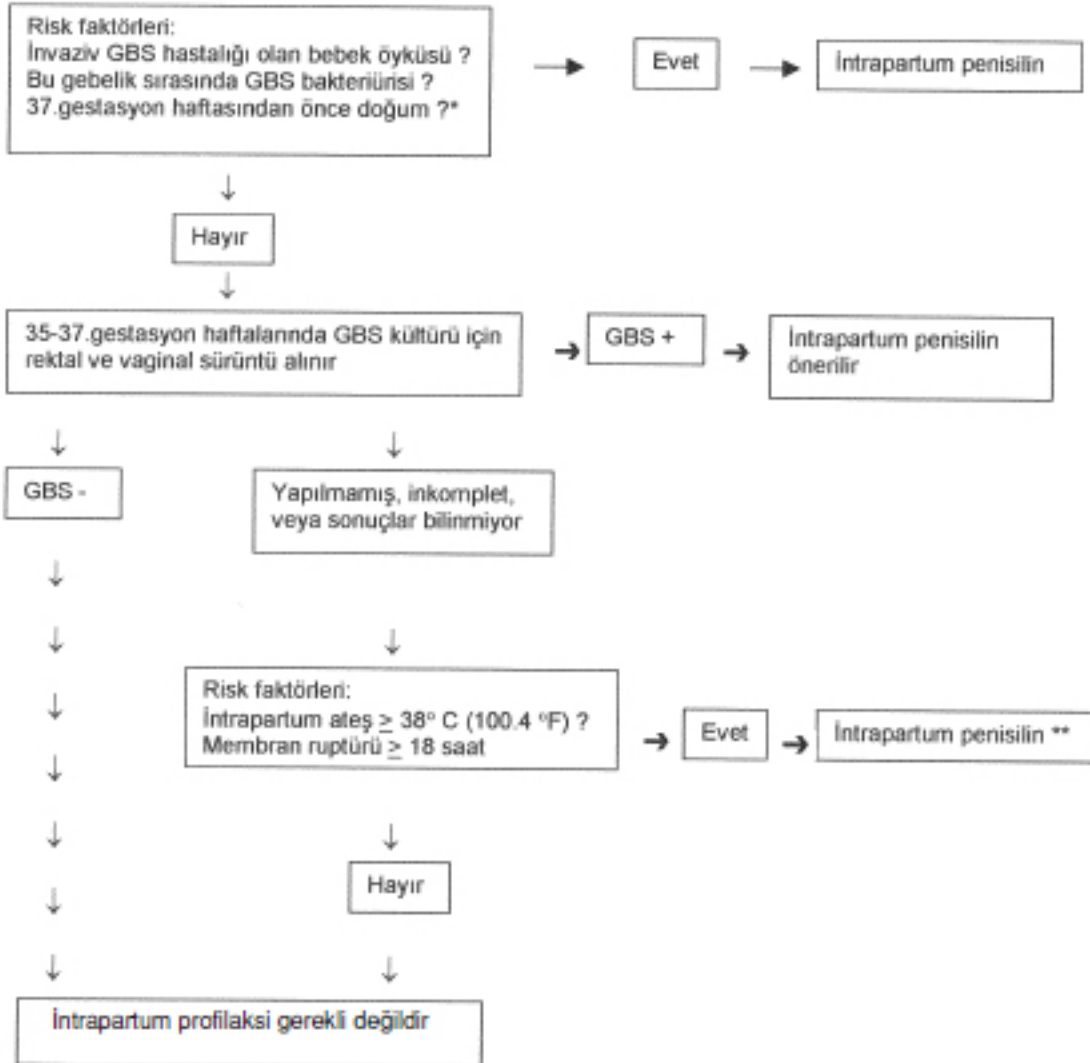 Risk faktörleri:
İnvaziv GBS hastalığı olan bebek öyküsü ?
Bu gebelik sırasında GBS bakteriürisi ?
37.gestasyon haftasından önce doğum ?*
Evet
İntrapartum penisilin
Hayır
35-37.gestasyon haftalarında GBS kültürü için
rektal ve vaginal sürüntü alınır
GBS +
İntrapartum penisilin
önerilir
GBS -
Yapılmamış, inkomplet,
veya sonuçlar bilinmiyor
Risk faktörleri:
İntrapartum ateş ≥ 38° C (100.4 °F) ?
Membran ruptürü ≥ 18 saat
Evet
İntrapartum penisilin **
Hayır
İntrapartum profilaksi gerekli değildir